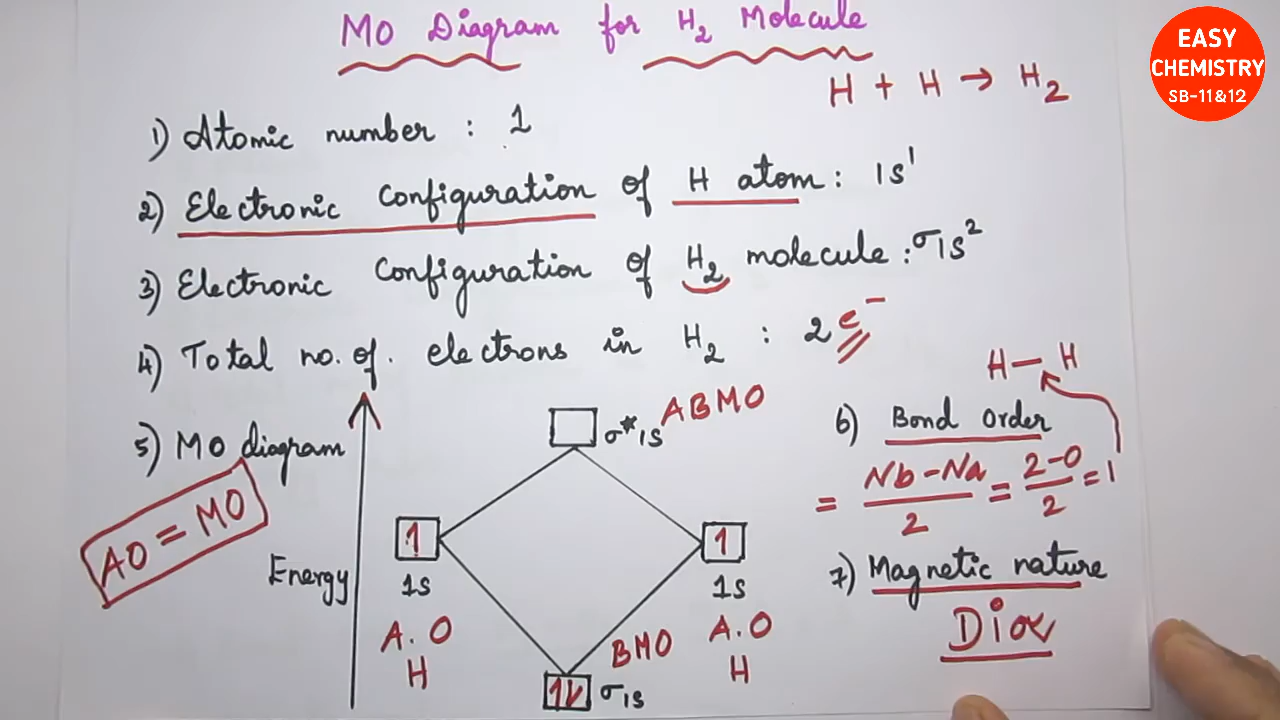 MO Diagram for H₂ Molecule
EASY
CHEMISTRY
SB-11&12
H + H → H₂
1) Atomic number : 1
2) Electronic configuration of H atom : 1s¹
3) Electronic configuration of H₂ molecule : σ1s²
4) Total no. of. electrons in H₂ : 2 e⁻
5) MO diagram
AO = MO
Energy
σ*1s
ABMO
1
1s
A.O
H
1
1s
A.O
H
BMO
1⇂
σ1s
H—H
6) Bond Order
= Nb-Na/2 = 2-0/2 = 1
7) Magnetic nature
Dia